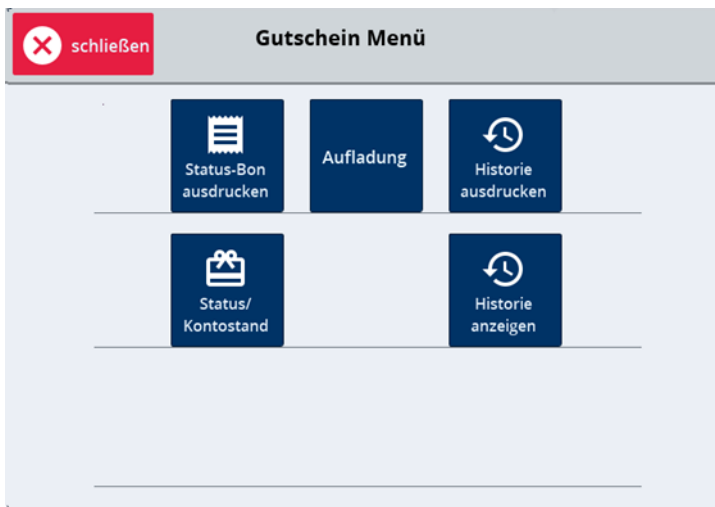 schließen
Gutschein Menü
Status-Bon
ausdrucken
Aufladung
Historie
ausdrucken
Status/
Kontostand
Historie
anzeigen